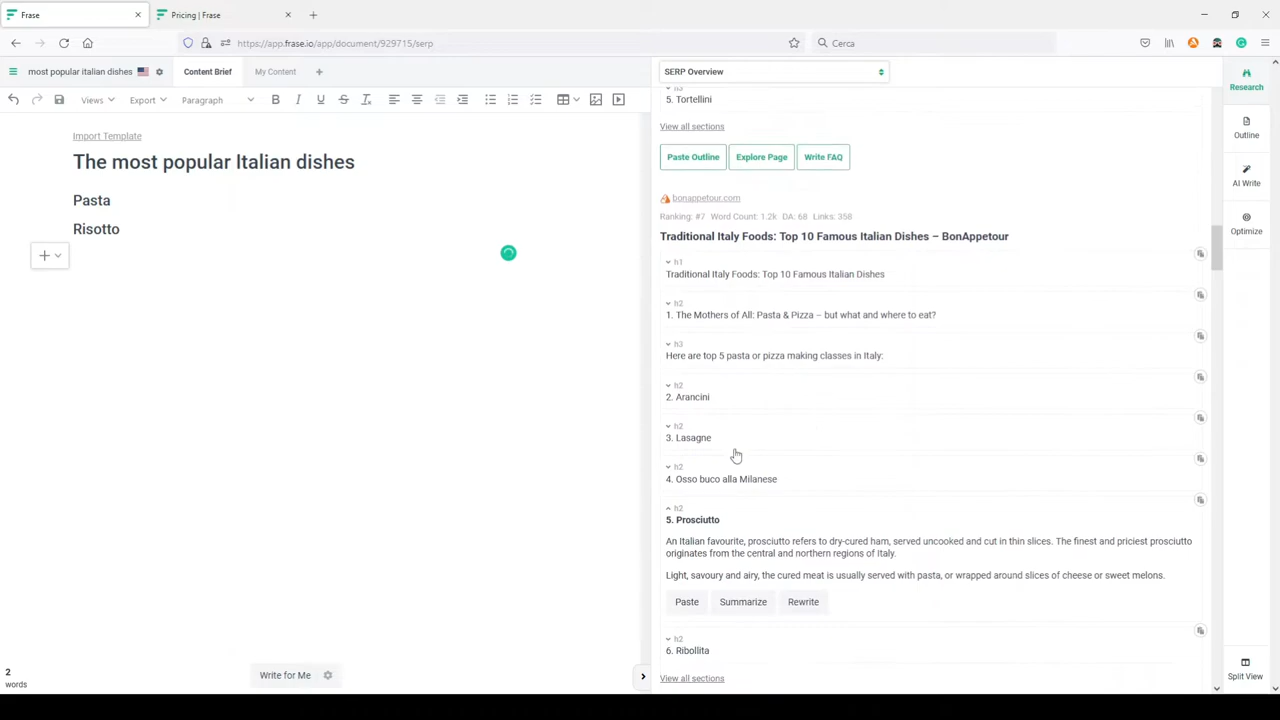 Frase
Pricing | Frase
https://app.frase.io/app/document/929715/serp
Cerca
most popular italian dishes
Content Brief
My Content
SERP Overview
Research
Views
Export
Paragraph
B
I
U
h3
5. Tortellini
View all sections
Outline
Import Template
Paste Outline
Explore Page
Write FAQ
The most popular Italian dishes
AI Write
Pasta
bonappetour.com
Ranking: #7 Word Count: 1.2k DA: 68 Links: 358
Risotto
Optimize
Traditional Italy Foods: Top 10 Famous Italian Dishes – BonAppetour
h1
Traditional Italy Foods: Top 10 Famous Italian Dishes
h2
1. The Mothers of All: Pasta & Pizza – but what and where to eat?
h3
Here are top 5 pasta or pizza making classes in Italy:
h2
2. Arancini
h2
3. Lasagne
h2
4. Osso buco alla Milanese
h2
5. Prosciutto
An Italian favourite, prosciutto refers to dry-cured ham, served uncooked and cut in thin slices. The finest and priciest prosciutto
originates from the central and northern regions of Italy.
Light, savoury and airy, the cured meat is usually served with pasta, or wrapped around slices of cheese or sweet melons.
Paste
Summarize
Rewrite
h2
6. Ribollita
View all sections
2
words
Write for Me
Split View